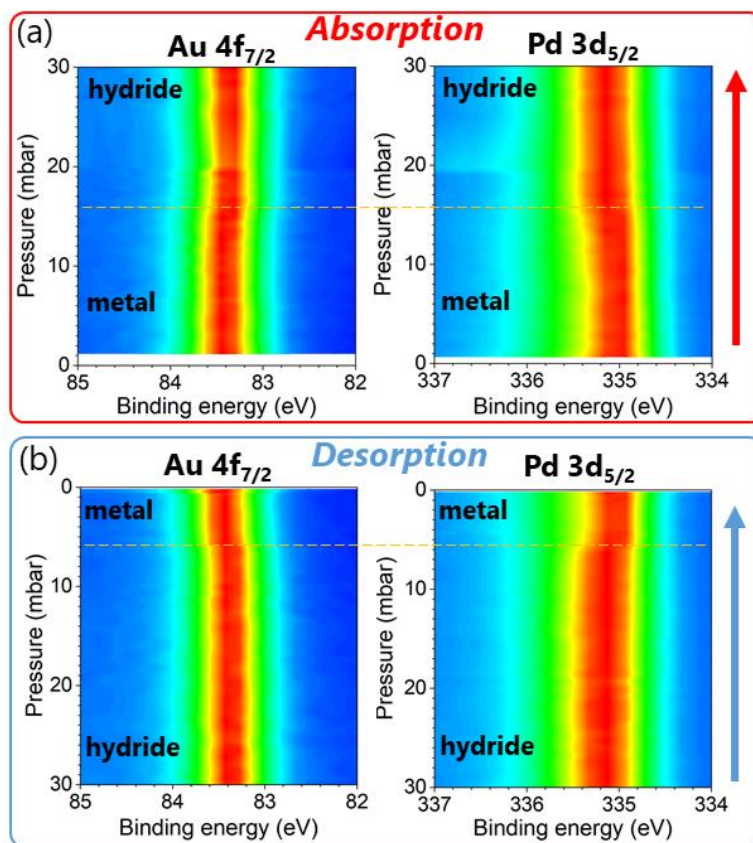 (a) Absorption
Au 4f7/2 Pd 3d5/2
30 hydride 30 hydride
Pressure (mbar) Pressure (mbar)
20 20
10 10
metal metal
0 0
85 84 83 82 337 336 335 334
Binding energy (eV) Binding energy (eV)
(b) Desorption
Au 4f7/2 Pd 3d5/2
0 metal 0 metal
10 10
Pressure (mbar) Pressure (mbar)
20 20
hydride hydride
30 30
85 84 83 82 337 336 335 334
Binding energy (eV) Binding energy (eV)